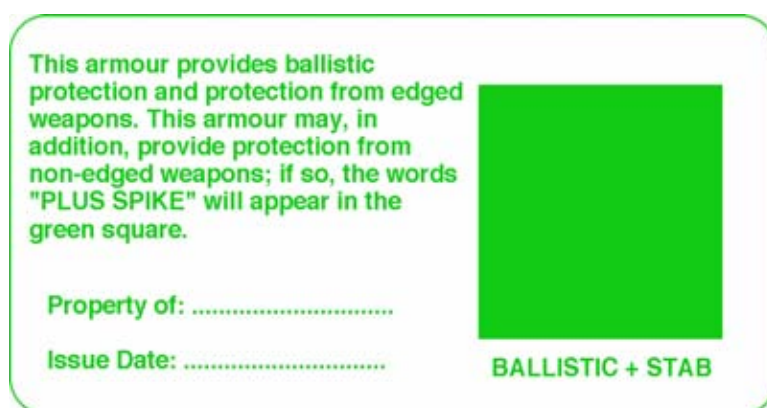 This armour provides ballistic
protection and protection from edged
weapons. This armour may, in
addition, provide protection from
non-edged weapons; if so, the words
"PLUS SPIKE" will appear in the
green square.
Property of: ..............................
Issue Date: ..............................
BALLISTIC + STAB